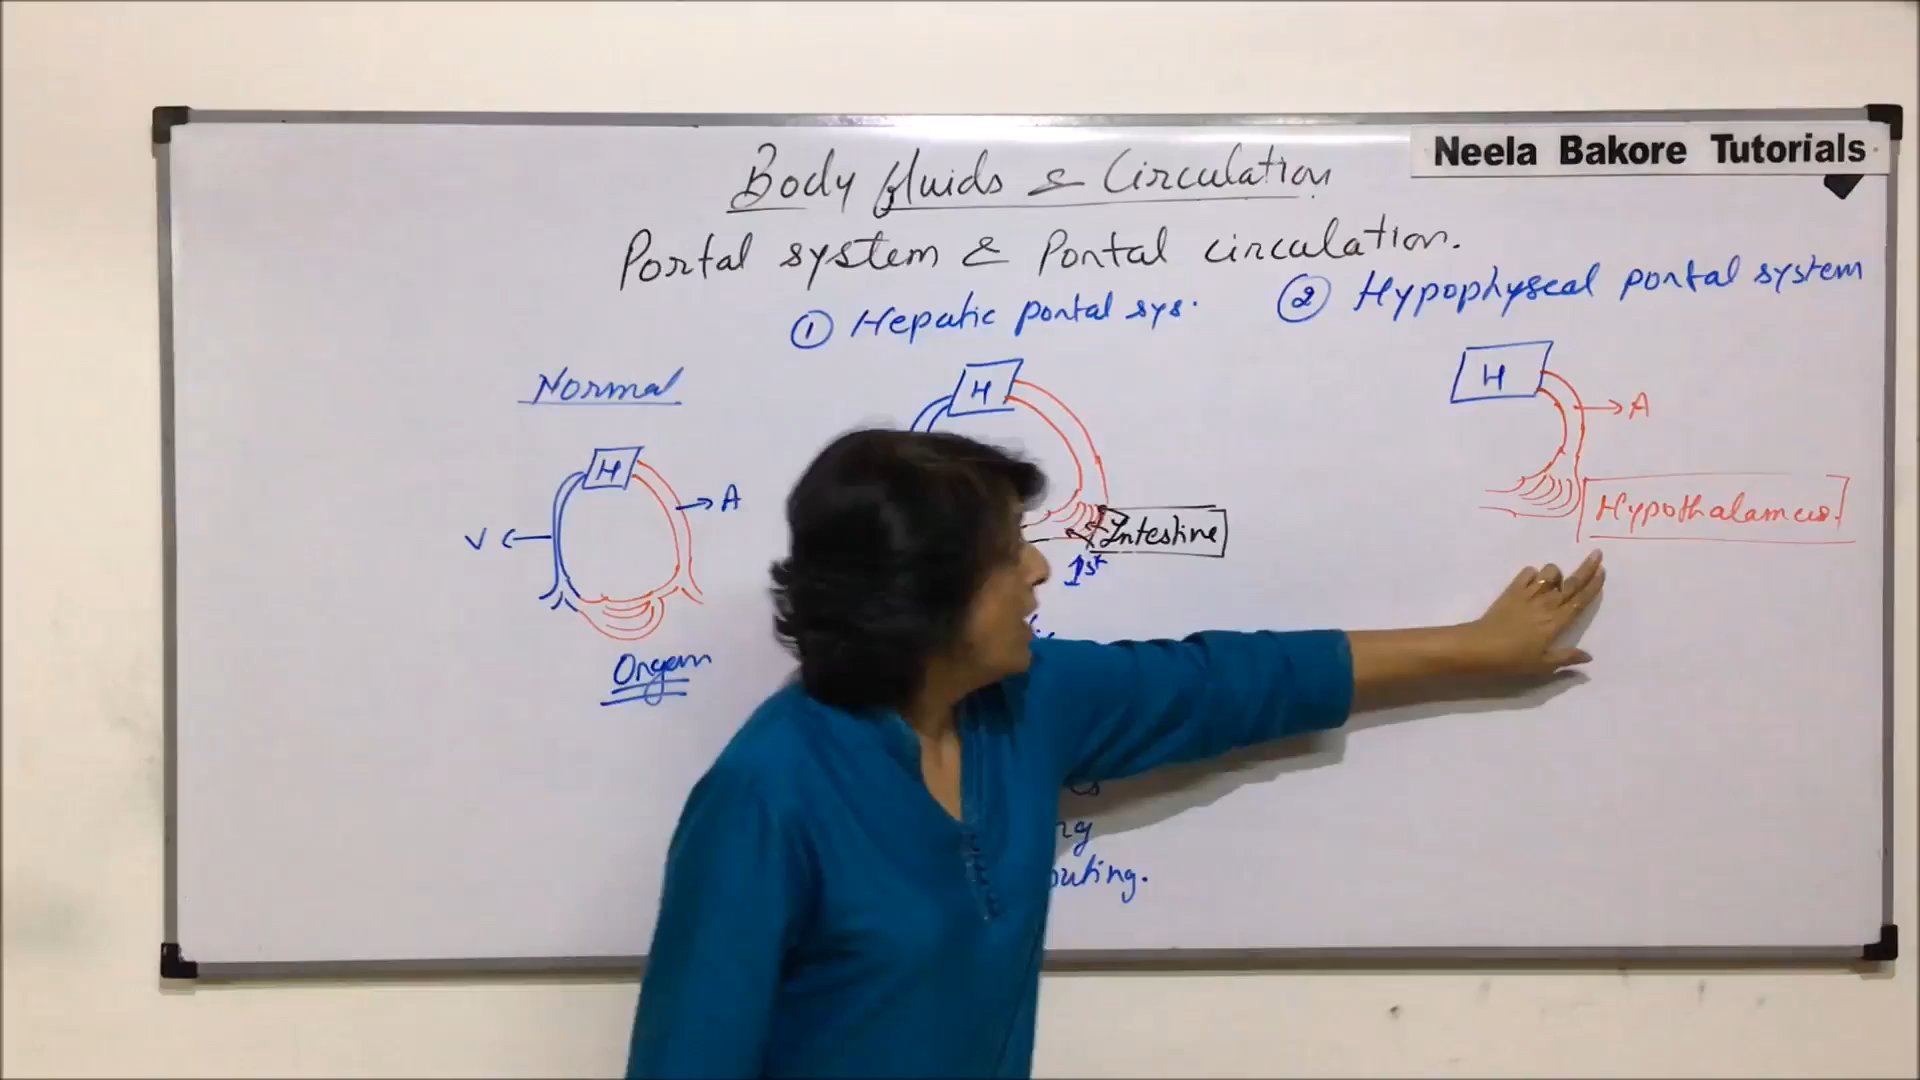 Neela Bakore Tutorials
Body fluids & Circulation
Portal system & Portal circulation.
① Hepatic portal sys.
② Hypophyseal portal system
Normal
H
A
V
Organ
H
Intestine
1st
outing.
H
A
Hypothalamus.